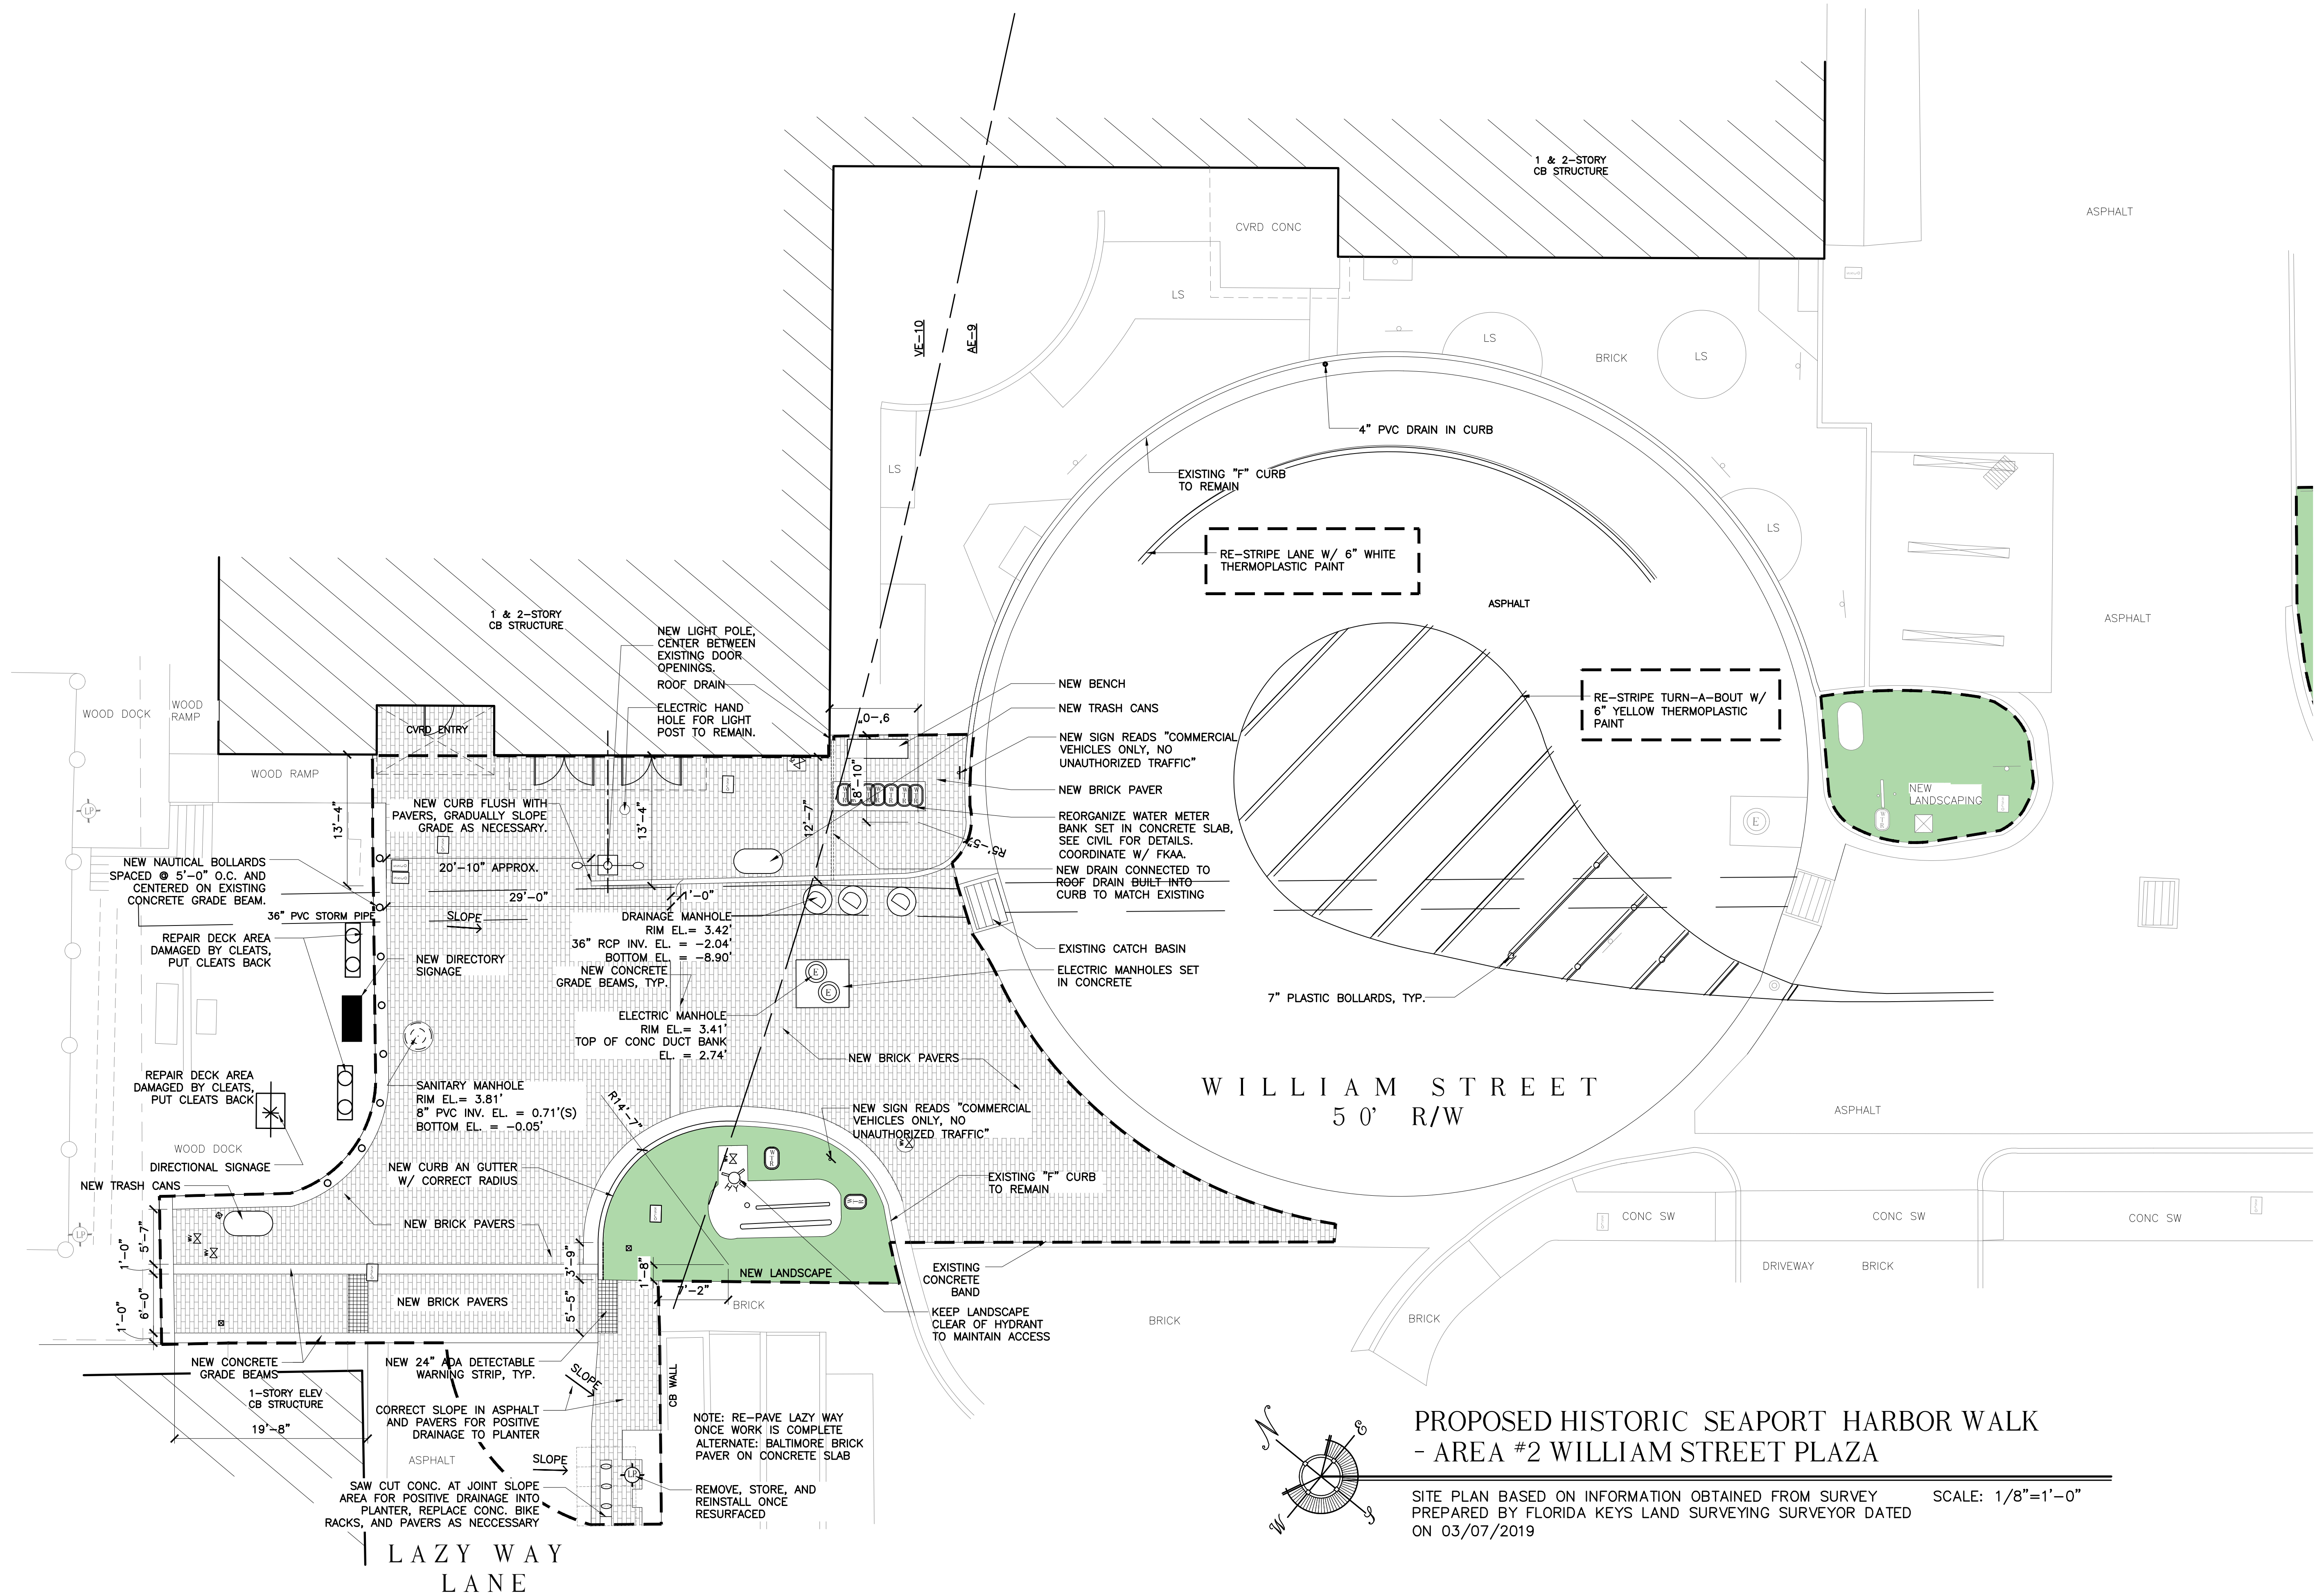 1 & 2-STORY
CB STRUCTURE
ASPHALT
CVRD CONC
LS
VE-10
AE-9
LS
BRICK
LS
4" PVC DRAIN IN CURB
EXISTING "F" CURB
TO REMAIN
LS
LS
RE-STRIPE LANE W/ 6" WHITE
THERMOPLASTIC PAINT
ASPHALT
ASPHALT
1 & 2-STORY
CB STRUCTURE
NEW LIGHT POLE,
CENTER BETWEEN
EXISTING DOOR
OPENINGS.
ROOF DRAIN
ELECTRIC HAND
HOLE FOR LIGHT
POST TO REMAIN.
NEW BENCH
NEW TRASH CANS
NEW SIGN READS "COMMERCIAL
VEHICLES ONLY, NO
UNAUTHORIZED TRAFFIC"
NEW BRICK PAVER
REORGANIZE WATER METER
BANK SET IN CONCRETE SLAB,
SEE CIVIL FOR DETAILS.
COORDINATE W/ FKAA.
NEW DRAIN CONNECTED TO
ROOF DRAIN BUILT INTO
CURB TO MATCH EXISTING
EXISTING CATCH BASIN
ELECTRIC MANHOLES SET
IN CONCRETE
RE-STRIPE TURN-A-BOUT W/
6" YELLOW THERMOPLASTIC
PAINT
NEW
LANDSCAPING
WTR
E
7" PLASTIC BOLLARDS, TYP.
WOOD DOCK
WOOD
RAMP
CVRD ENTRY
WOOD RAMP
9'-0"
8'-10"
13'-4"
13'-4"
12'-7"
R5'-5"
LP
NEW CURB FLUSH WITH
PAVERS, GRADUALLY SLOPE
GRADE AS NECESSARY.
20'-10" APPROX.
29'-0"
1'-0"
NEW NAUTICAL BOLLARDS
SPACED @ 5'-0" O.C. AND
CENTERED ON EXISTING
CONCRETE GRADE BEAM.
36" PVC STORM PIPE
SLOPE
REPAIR DECK AREA
DAMAGED BY CLEATS,
PUT CLEATS BACK
NEW DIRECTORY
SIGNAGE
DRAINAGE MANHOLE
RIM EL.= 3.42'
36" RCP INV. EL. = -2.04'
BOTTOM EL. = -8.90'
NEW CONCRETE
GRADE BEAMS, TYP.
E
E
ELECTRIC MANHOLE
RIM EL.= 3.41'
TOP OF CONC DUCT BANK
EL. = 2.74'
NEW BRICK PAVERS
REPAIR DECK AREA
DAMAGED BY CLEATS,
PUT CLEATS BACK
SANITARY MANHOLE
RIM EL.= 3.81'
8" PVC INV. EL. = 0.71'(S)
BOTTOM EL. = -0.05'
R14'-7"
NEW SIGN READS "COMMERCIAL
VEHICLES ONLY, NO
UNAUTHORIZED TRAFFIC"
WILLIAM STREET
50' R/W
ASPHALT
WOOD DOCK
DIRECTIONAL SIGNAGE
NEW TRASH CANS
NEW CURB AN GUTTER
W/ CORRECT RADIUS
WTR
HY
EXISTING "F" CURB
TO REMAIN
NEW BRICK PAVERS
LP
WV
WV
5'-7"
1'-0"
6'-0"
1'-0"
NEW BRICK PAVERS
3'-9"
5'-5"
1'-8"
7'-2"
NEW LANDSCAPE
BRICK
EXISTING
CONCRETE
BAND
KEEP LANDSCAPE
CLEAR OF HYDRANT
TO MAINTAIN ACCESS
BRICK
BRICK
CONC SW
CONC SW
CONC SW
DRIVEWAY
BRICK
NEW CONCRETE
GRADE BEAMS
1-STORY ELEV
CB STRUCTURE
19'-8"
NEW 24" ADA DETECTABLE
WARNING STRIP, TYP.
SLOPE
CB WALL
CORRECT SLOPE IN ASPHALT
AND PAVERS FOR POSITIVE
DRAINAGE TO PLANTER
NOTE: RE-PAVE LAZY WAY
ONCE WORK IS COMPLETE
ALTERNATE: BALTIMORE BRICK
PAVER ON CONCRETE SLAB
ASPHALT
SLOPE
LP
SAW CUT CONC. AT JOINT SLOPE
AREA FOR POSITIVE DRAINAGE INTO
PLANTER, REPLACE CONC. BIKE
RACKS, AND PAVERS AS NECCESSARY
REMOVE, STORE, AND
REINSTALL ONCE
RESURFACED
LAZY WAY
LANE
N
E
W
S
PROPOSED HISTORIC SEAPORT HARBOR WALK
- AREA #2 WILLIAM STREET PLAZA
SITE PLAN BASED ON INFORMATION OBTAINED FROM SURVEY
PREPARED BY FLORIDA KEYS LAND SURVEYING SURVEYOR DATED
ON 03/07/2019
SCALE: 1/8"=1'-0"